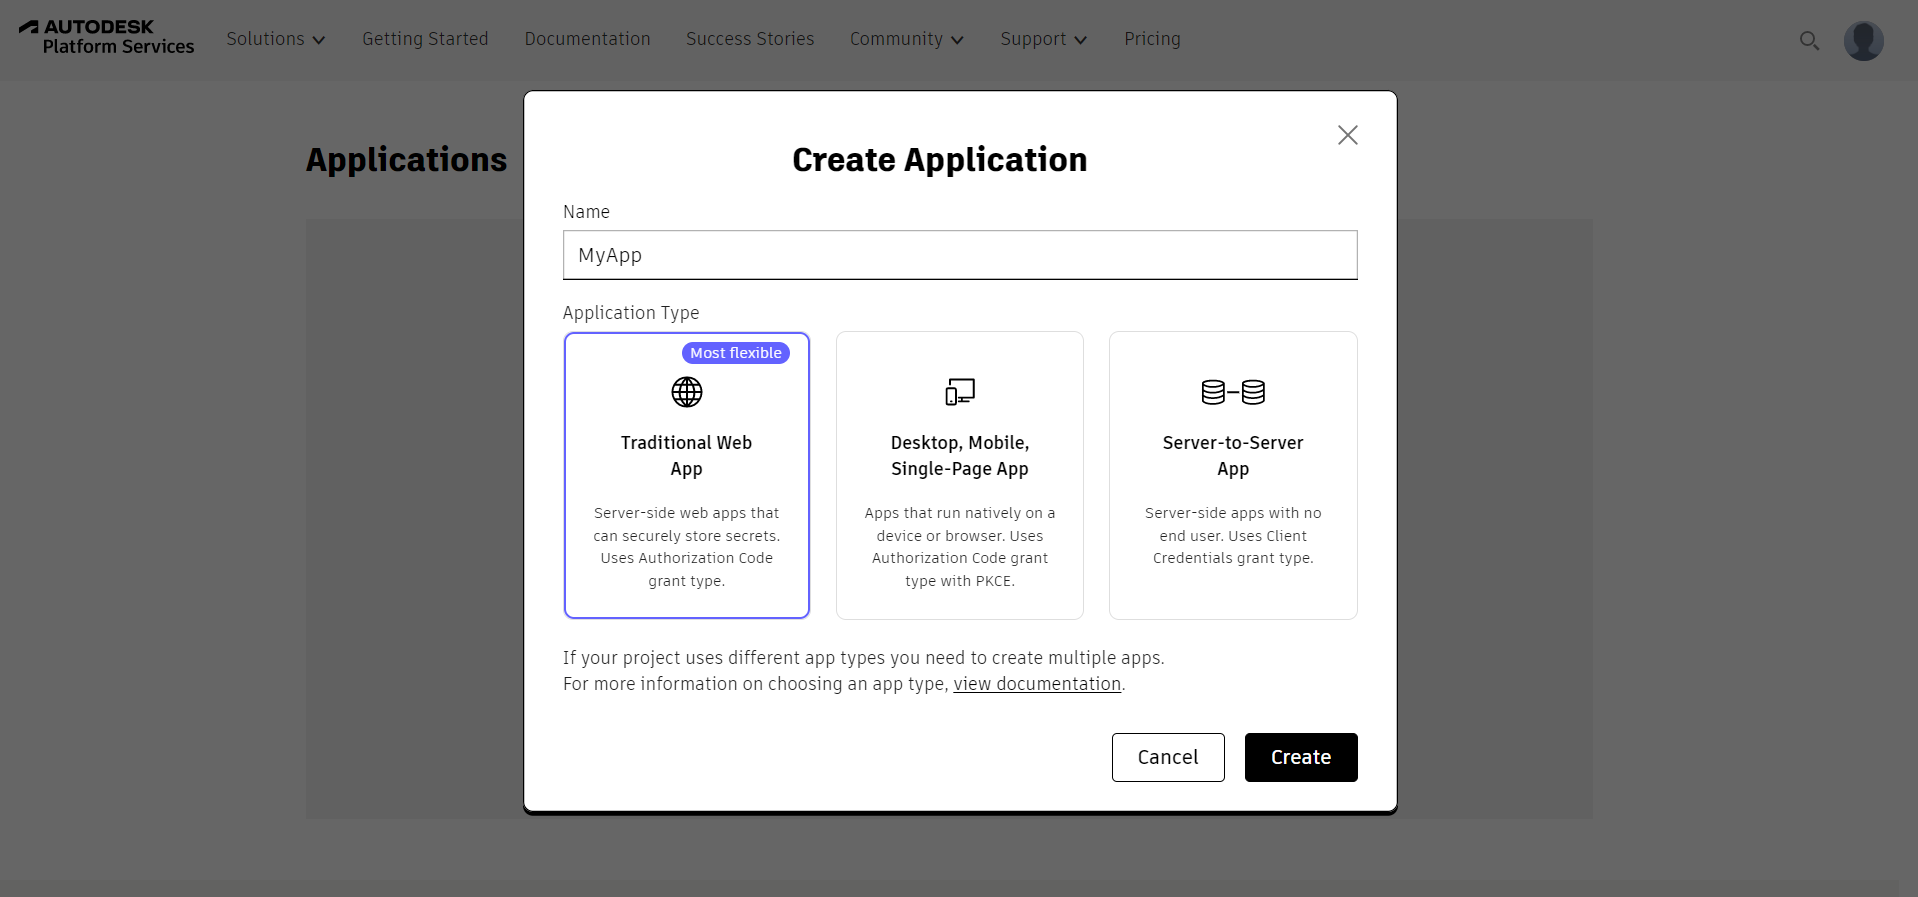 AUTODESK
Platform Services
Solutions
Getting Started
Documentation
Success Stories
Community
Support
Pricing
Applications
Create Application
Name
MyApp
Application Type
Most flexible
Traditional Web
App
Server-side web apps that
can securely store secrets.
Uses Authorization Code
grant type.
Desktop, Mobile,
Single-Page App
Apps that run natively on a
device or browser. Uses
Authorization Code grant
type with PKCE.
Server-to-Server
App
Server-side apps with no
end user. Uses Client
Credentials grant type.
If your project uses different app types you need to create multiple apps.
For more information on choosing an app type, view documentation.
Cancel
Create